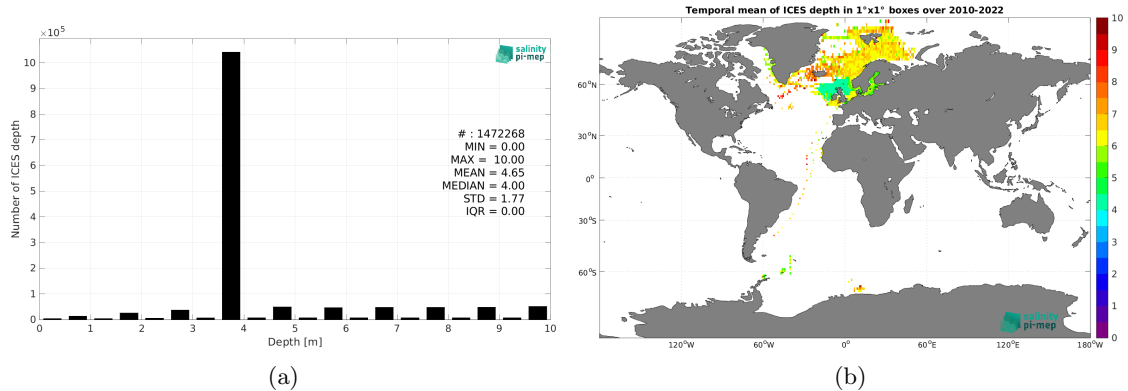 ×10⁵
10
9
8
7
6
5
4
3
2
1
0
Number of ICES depth
salinity
pi-mep
# : 1472268
MIN = 0.00
MAX = 10.00
MEAN = 4.65
MEDIAN = 4.00
STD = 1.77
IQR = 0.00
0 1 2 3 4 5 6 7 8 9 10
Depth [m]
(a)
Temporal mean of ICES depth in 1°x1° boxes over 2010-2022
60°N
30°N
0°
30°S
60°S
120°W 60°W 0° 60°E 120°E 180°W
salinity
pi-mep
10
9
8
7
6
5
4
3
2
1
0
(b)